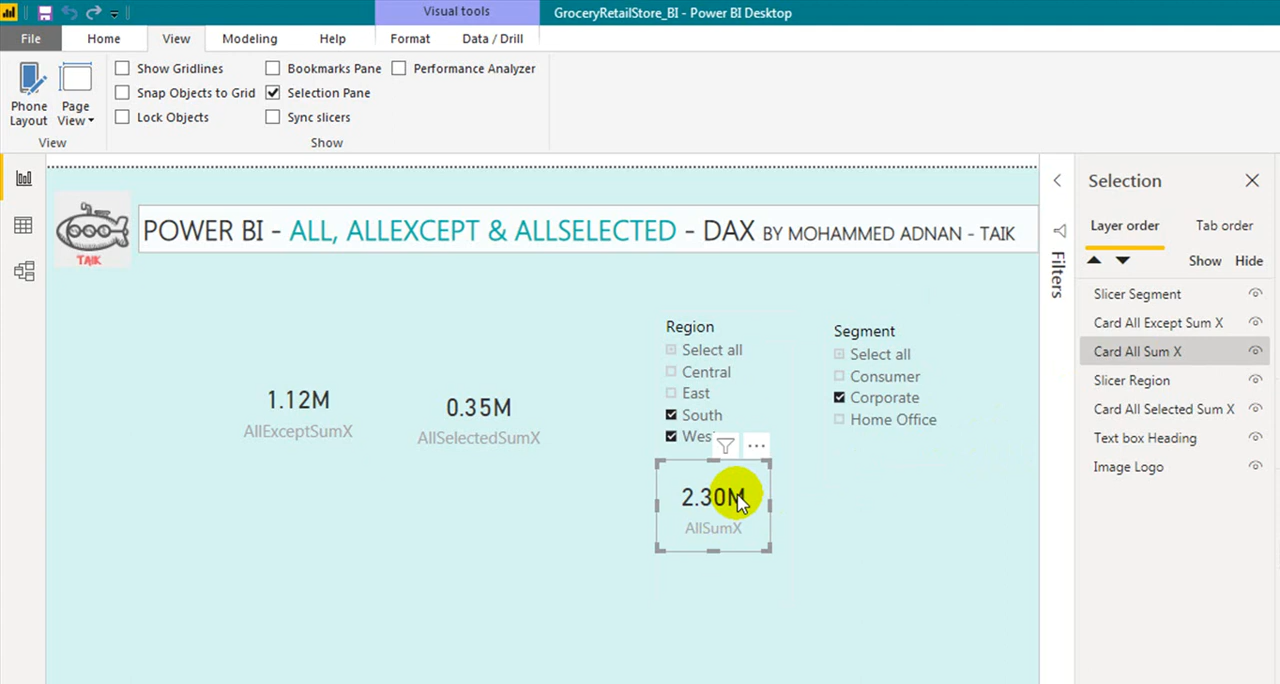 Visual tools
GroceryRetailStore_BI - Power BI Desktop
File Home View Modeling Help Format Data / Drill
Show Gridlines Bookmarks Pane Performance Analyzer
Snap Objects to Grid Selection Pane
Lock Objects Sync slicers
Phone Layout
Page View
View Show
Selection
Layer order Tab order
Show Hide
Filters
POWER BI - ALL, ALLEXCEPT & ALLSELECTED - DAX BY MOHAMMED ADNAN - TAIK
TAIK
1.12M
AllExceptSumX
0.35M
AllSelectedSumX
Region
Select all
Central
East
South
Wes
Segment
Select all
Consumer
Corporate
Home Office
2.30M
AllSumX
Slicer Segment
Card All Except Sum X
Card All Sum X
Slicer Region
Card All Selected Sum X
Text box Heading
Image Logo